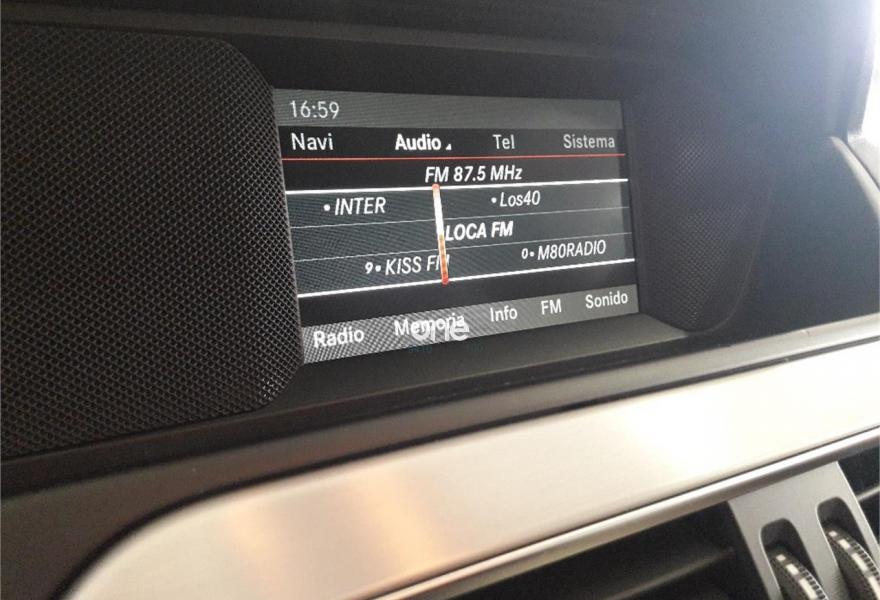 16:59
Navi Audio Tel Sistema
FM 87.5 MHz
•INTER •Los40
LOCA FM
9•KISS FM 0•M80RADIO
Radio Memoria Info FM Sonido
one